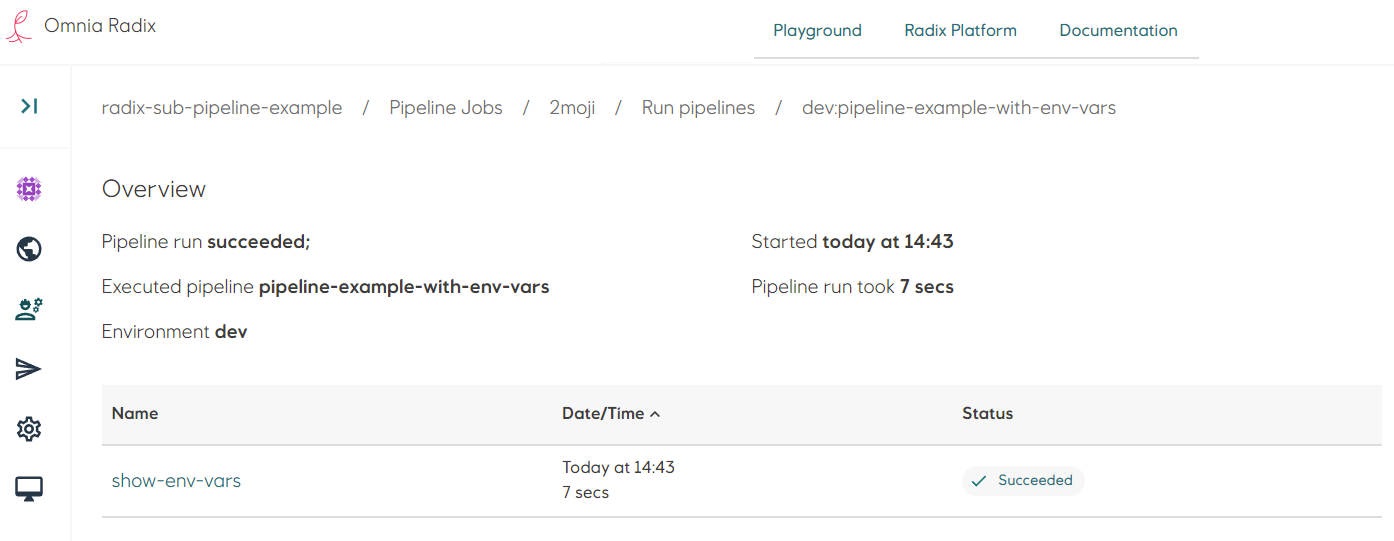 Omnia Radix
Playground Radix Platform Documentation
radix-sub-pipeline-example / Pipeline Jobs / 2moji / Run pipelines / dev:pipeline-example-with-env-vars
Overview
Pipeline run succeeded;
Started today at 14:43
Executed pipeline pipeline-example-with-env-vars
Pipeline run took 7 secs
Environment dev
Name Date/Time Status
show-env-vars
Today at 14:43
7 secs
Succeeded